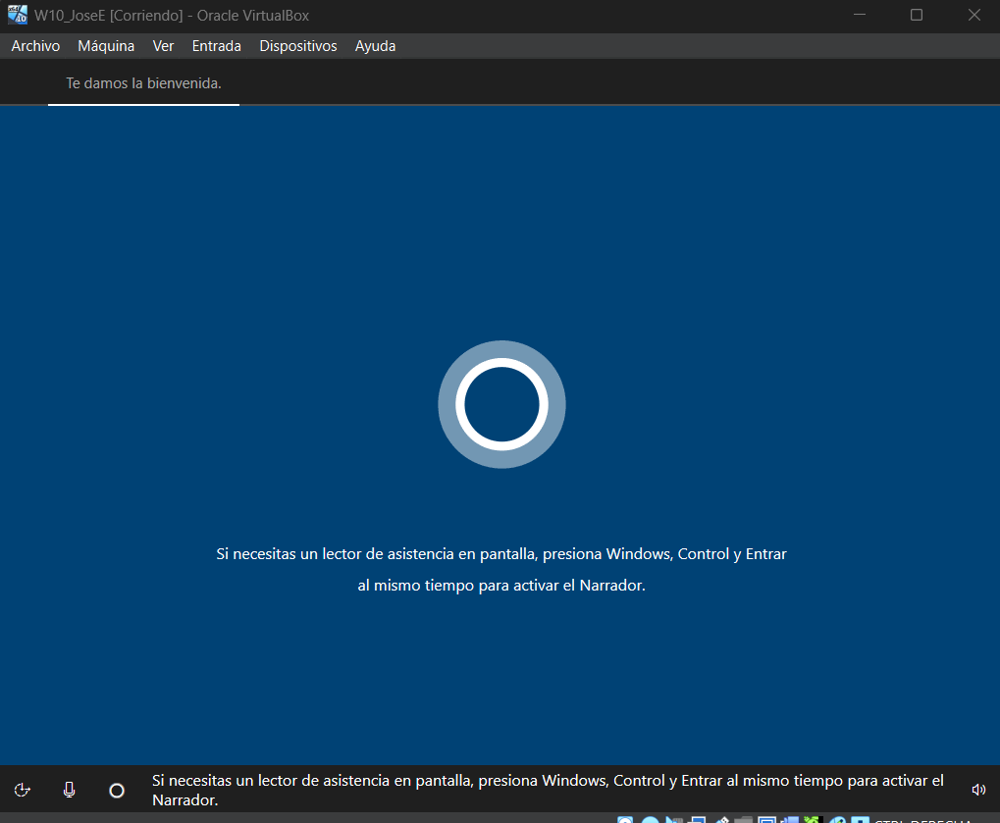 W10_JoseE [Corriendo] - Oracle VirtualBox
Archivo Máquina Ver Entrada Dispositivos Ayuda
Te damos la bienvenida.
Si necesitas un lector de asistencia en pantalla, presiona Windows, Control y Entrar
al mismo tiempo para activar el Narrador.
Si necesitas un lector de asistencia en pantalla, presiona Windows, Control y Entrar al mismo tiempo para activar el
Narrador.
CTRL DERECHA